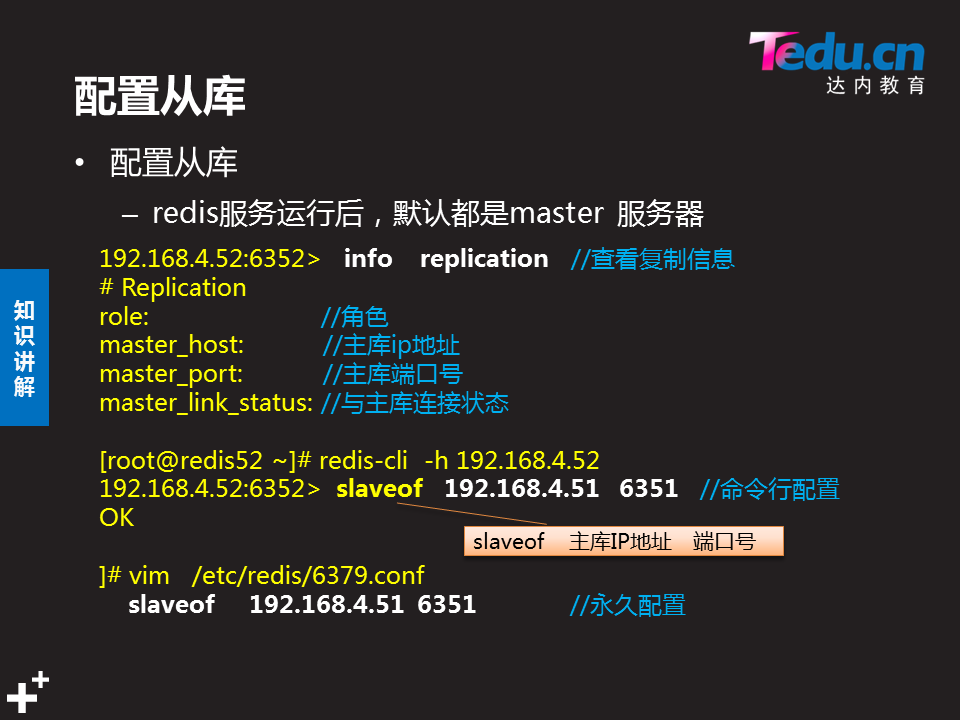 Tedu.cn
达内教育
配置从库
• 配置从库
– redis服务运行后，默认都是master 服务器
192.168.4.52:6352> info replication //查看复制信息
# Replication
role: //角色
master_host: //主库ip地址
master_port: //主库端口号
master_link_status: //与主库连接状态
知识讲解
[root@redis52 ~]# redis-cli -h 192.168.4.52
192.168.4.52:6352> slaveof 192.168.4.51 6351 //命令行配置
OK
slaveof 主库IP地址 端口号
]# vim /etc/redis/6379.conf
slaveof 192.168.4.51 6351 //永久配置